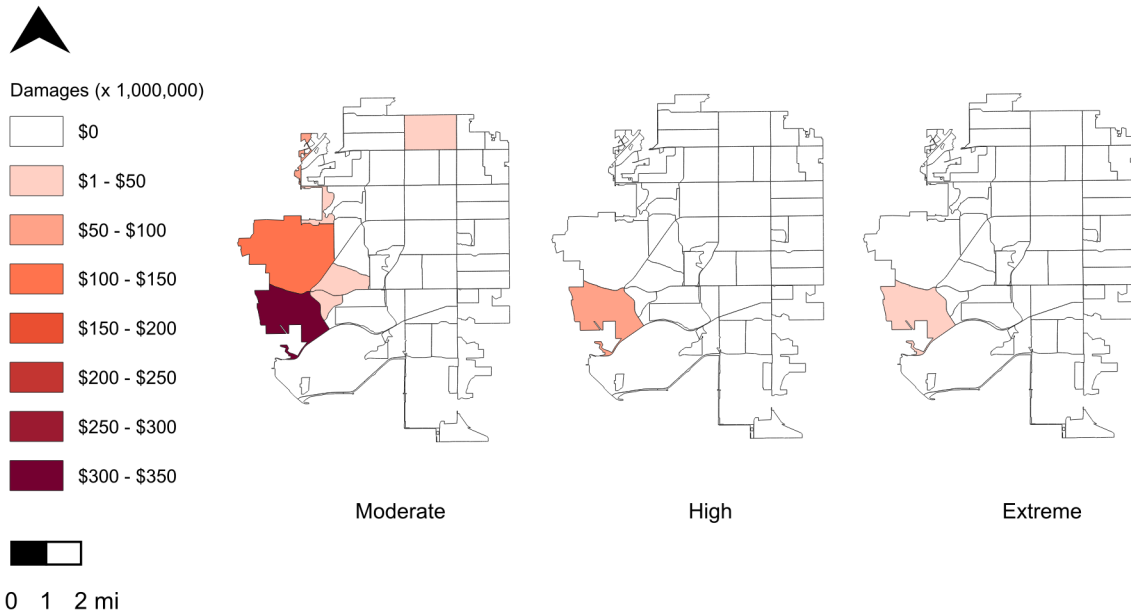 Damages (x 1,000,000)
$0
$1 - $50
$50 - $100
$100 - $150
$150 - $200
$200 - $250
$250 - $300
$300 - $350
Moderate
High
Extreme
0 1 2 mi